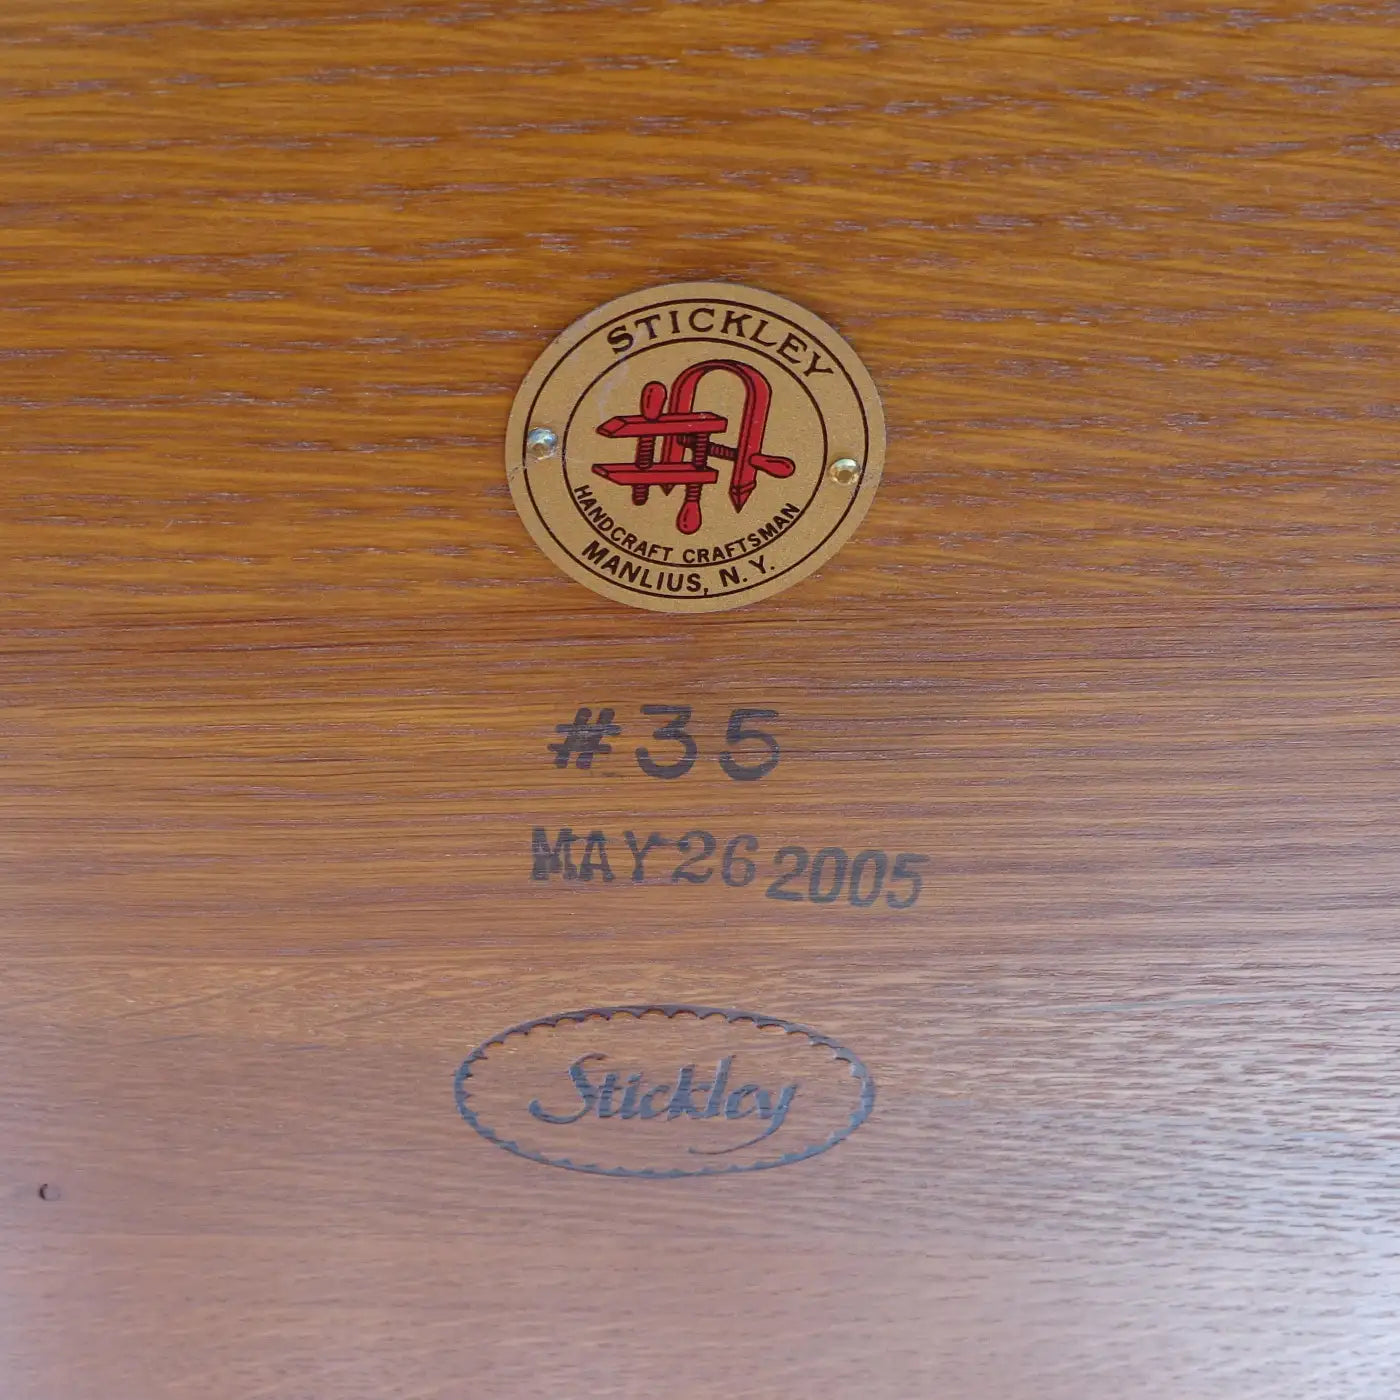 STICKLEY
HANDCRAFT CRAFTSMAN
MANLIUS, N.Y.
#35
MAY 26 2005
Stickley